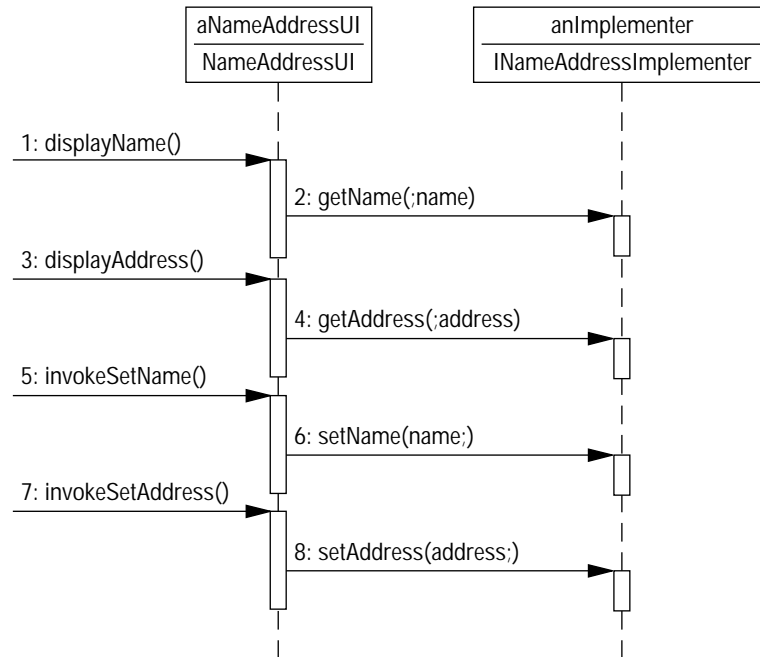 aNameAddressUI
NameAddressUI
anImplementer
INameAddressImplementer
1: displayName()
2: getName(;name)
3: displayAddress()
4: getAddress(;address)
5: invokeSetName()
6: setName(name;)
7: invokeSetAddress()
8: setAddress(address;)